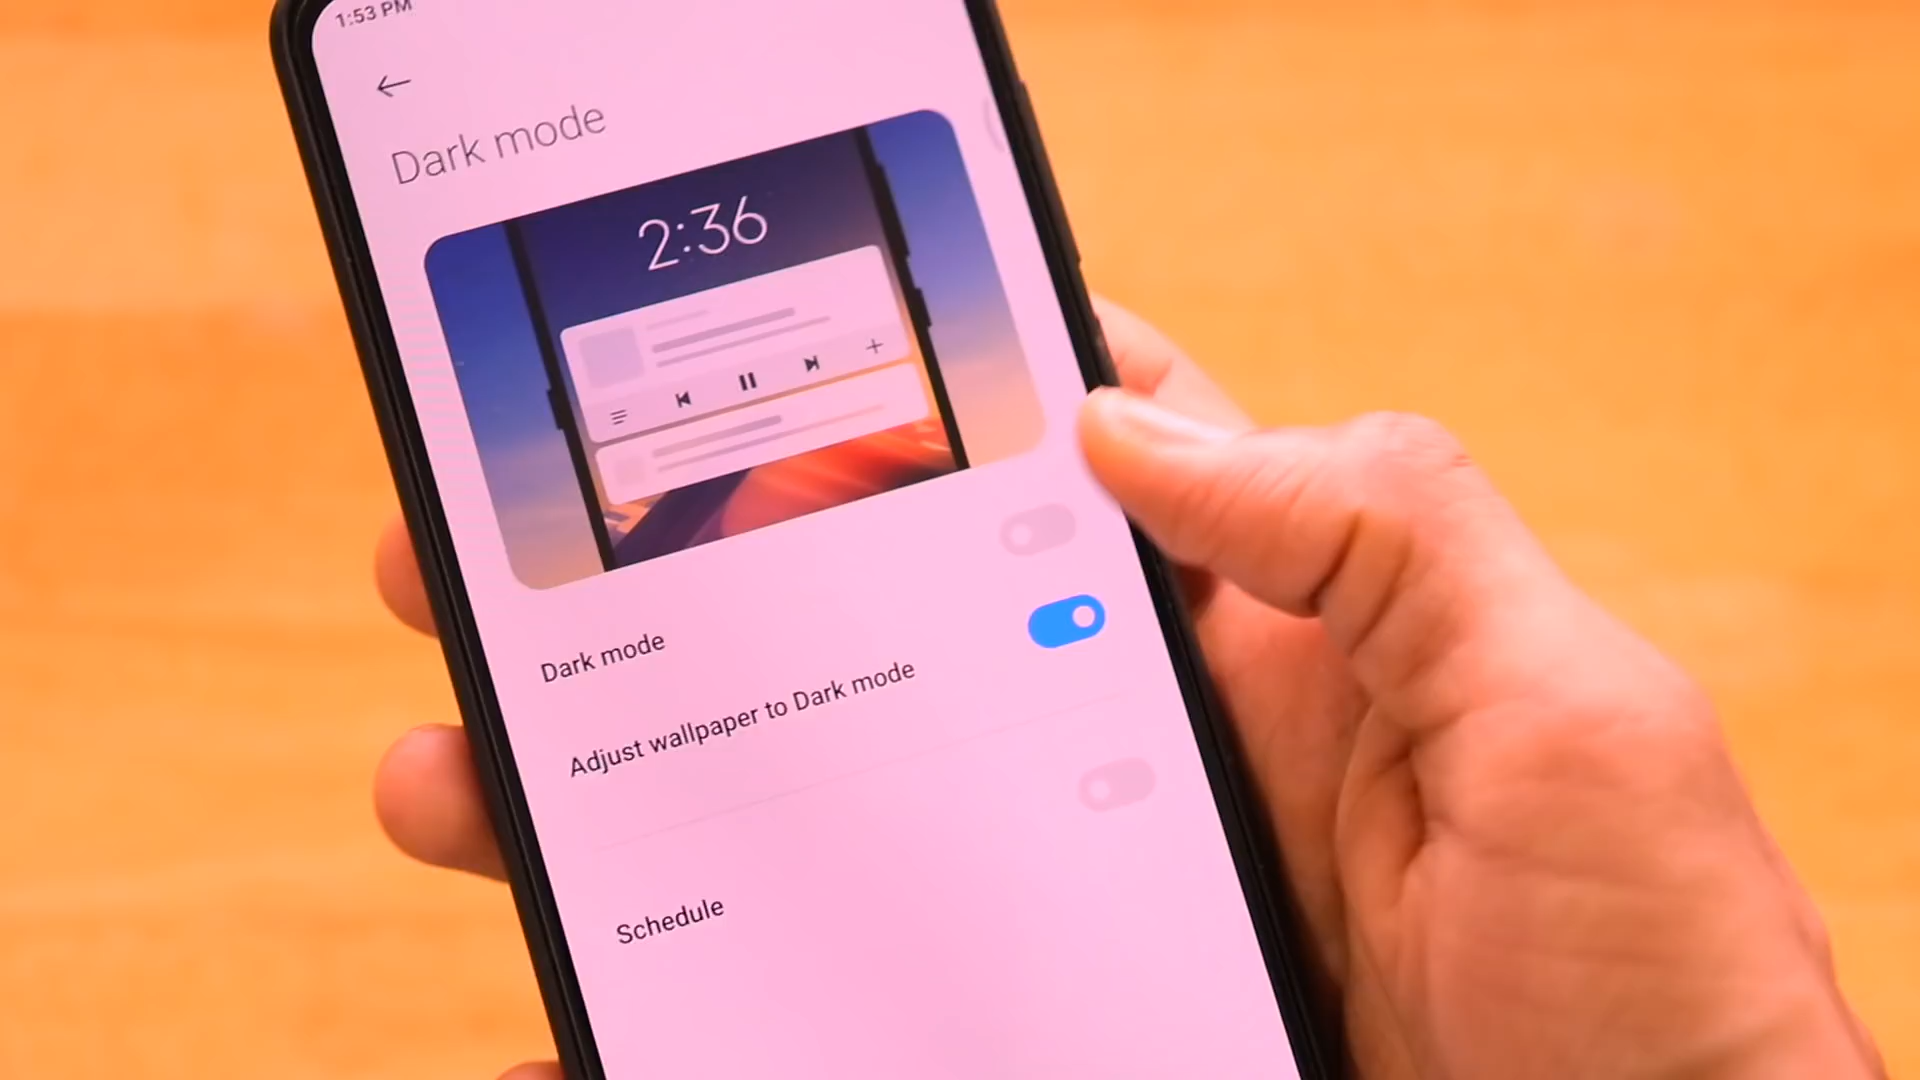 1:53 PM
Dark mode
2:36
Dark mode
Adjust wallpaper to Dark mode
Schedule